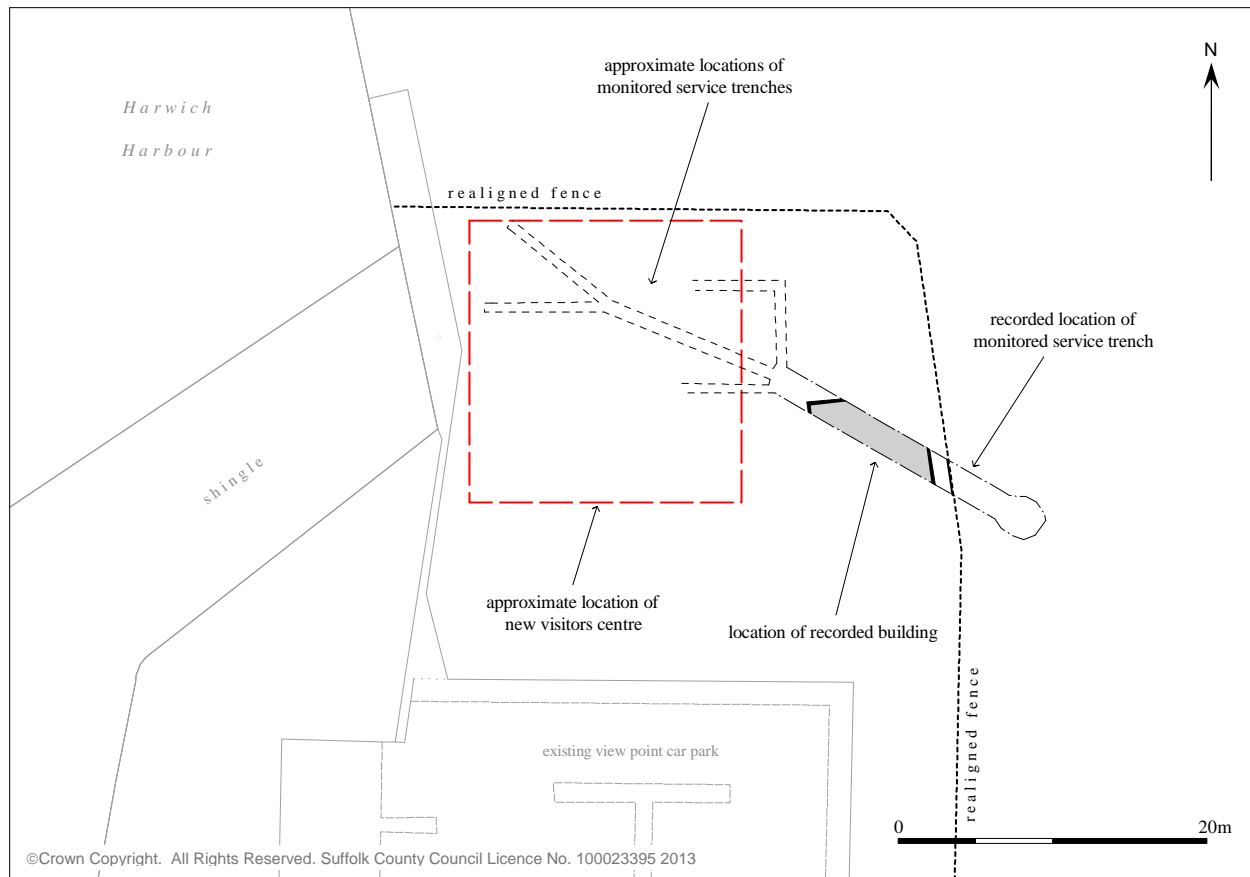 approximate locations of
monitored service trenches
N
Harwich
Harbour
realigned fence
recorded location of
monitored service trench
shingle
approximate location of
new visitors centre
location of recorded building
realigned fence
existing view point car park
0 20m
©Crown Copyright. All Rights Reserved. Suffolk County Council Licence No. 100023395 2013